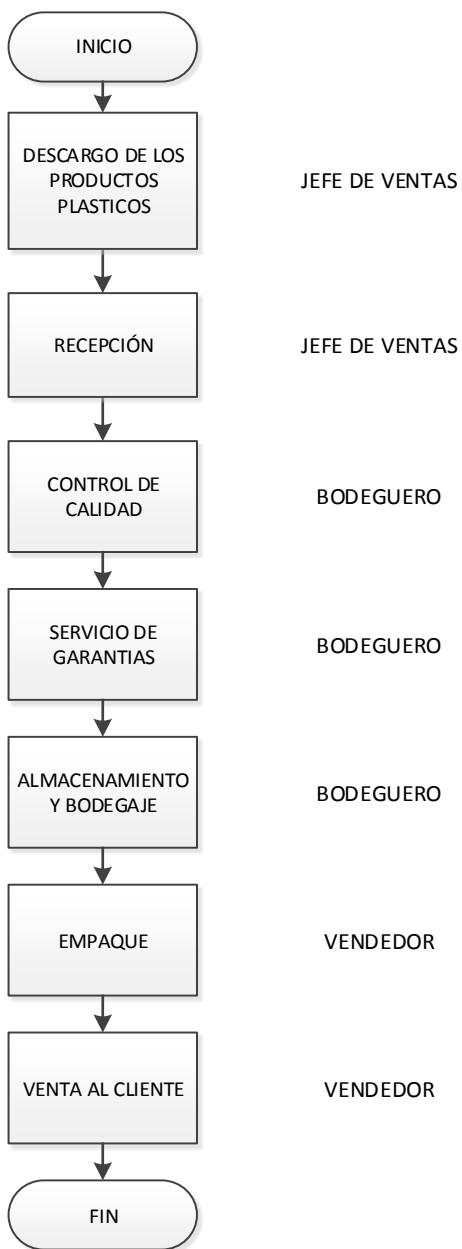 INICIO
DESCARGO DE LOS
PRODUCTOS
PLASTICOS
JEFE DE VENTAS
RECEPCIÓN
JEFE DE VENTAS
CONTROL DE
CALIDAD
BODEGUERO
SERVICIO DE
GARANTIAS
BODEGUERO
ALMACENAMIENTO
Y BODEGAJE
BODEGUERO
EMPAQUE
VENDEDOR
VENTA AL CLIENTE
VENDEDOR
FIN